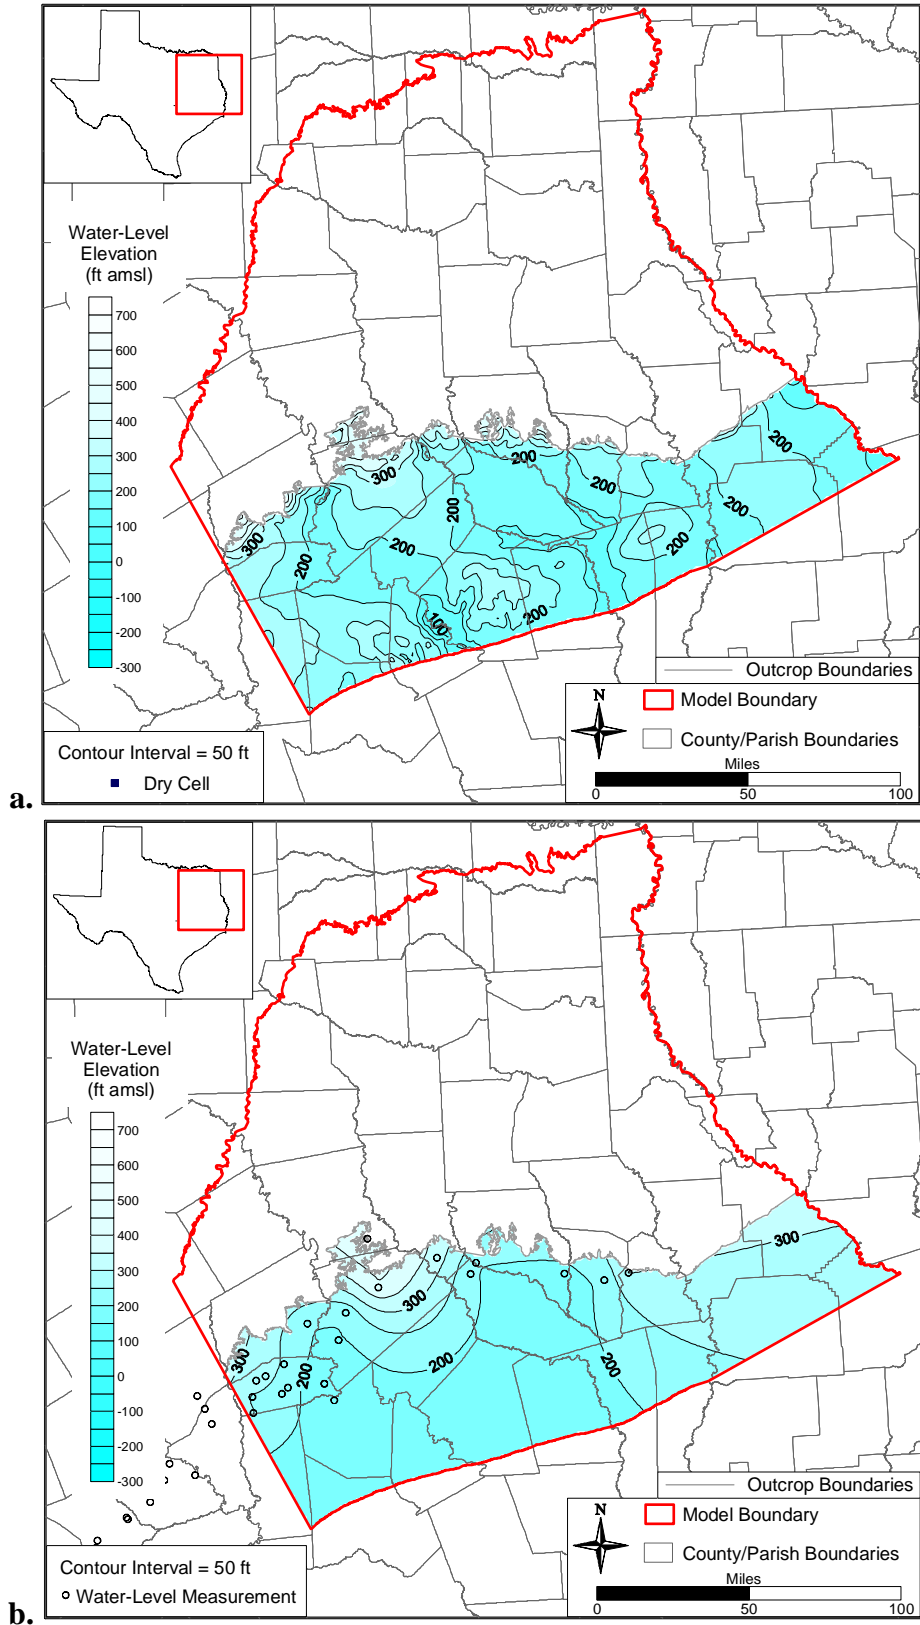 Water-Level
Elevation
(ft amsl)
700
600
500
400
300
200
100
0
-100
-200
-300
300
200
200
200
200
200
300
200
200
200
100
200
Outcrop Boundaries
N
Model Boundary
County/Parish Boundaries
Miles
0 50 100
Contour Interval = 50 ft
Dry Cell
a.
Water-Level
Elevation
(ft amsl)
700
600
500
400
300
200
100
0
-100
-200
-300
300
300
300
200
200
200
Outcrop Boundaries
N
Model Boundary
County/Parish Boundaries
Miles
0 50 100
Contour Interval = 50 ft
Water-Level Measurement
b.